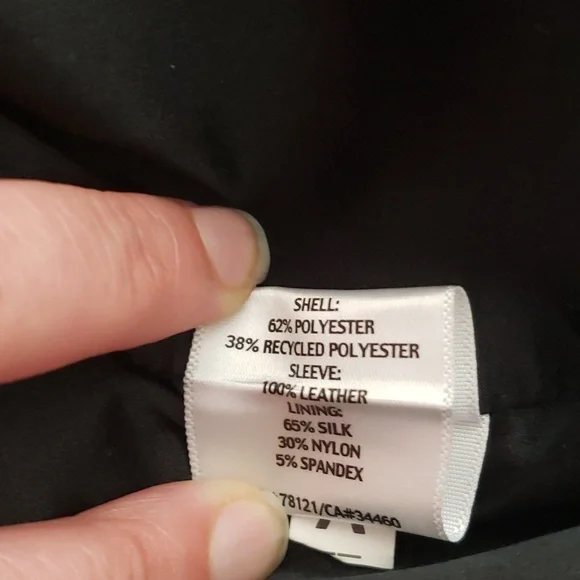 SHELL:
62% POLYESTER
38% RECYCLED POLYESTER
SLEEVE:
100% LEATHER
LINING:
65% SILK
30% NYLON
5% SPANDEX
78121/CA#34460